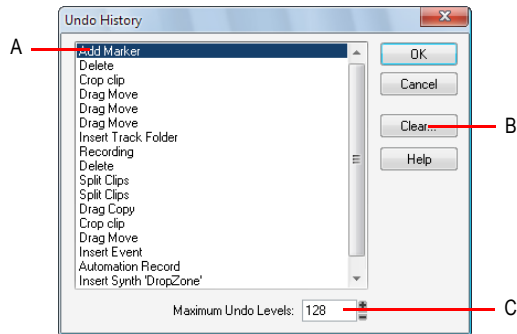 Undo History
A
Add Marker
Delete
Crop clip
Drag Move
Drag Move
Drag Move
Insert Track Folder
Recording
Delete
Split Clips
Split Clips
Drag Copy
Crop clip
Drag Move
Insert Event
Automation Record
Insert Synth 'DropZone'
OK
Cancel
Clear...
B
Help
Maximum Undo Levels: 128
C